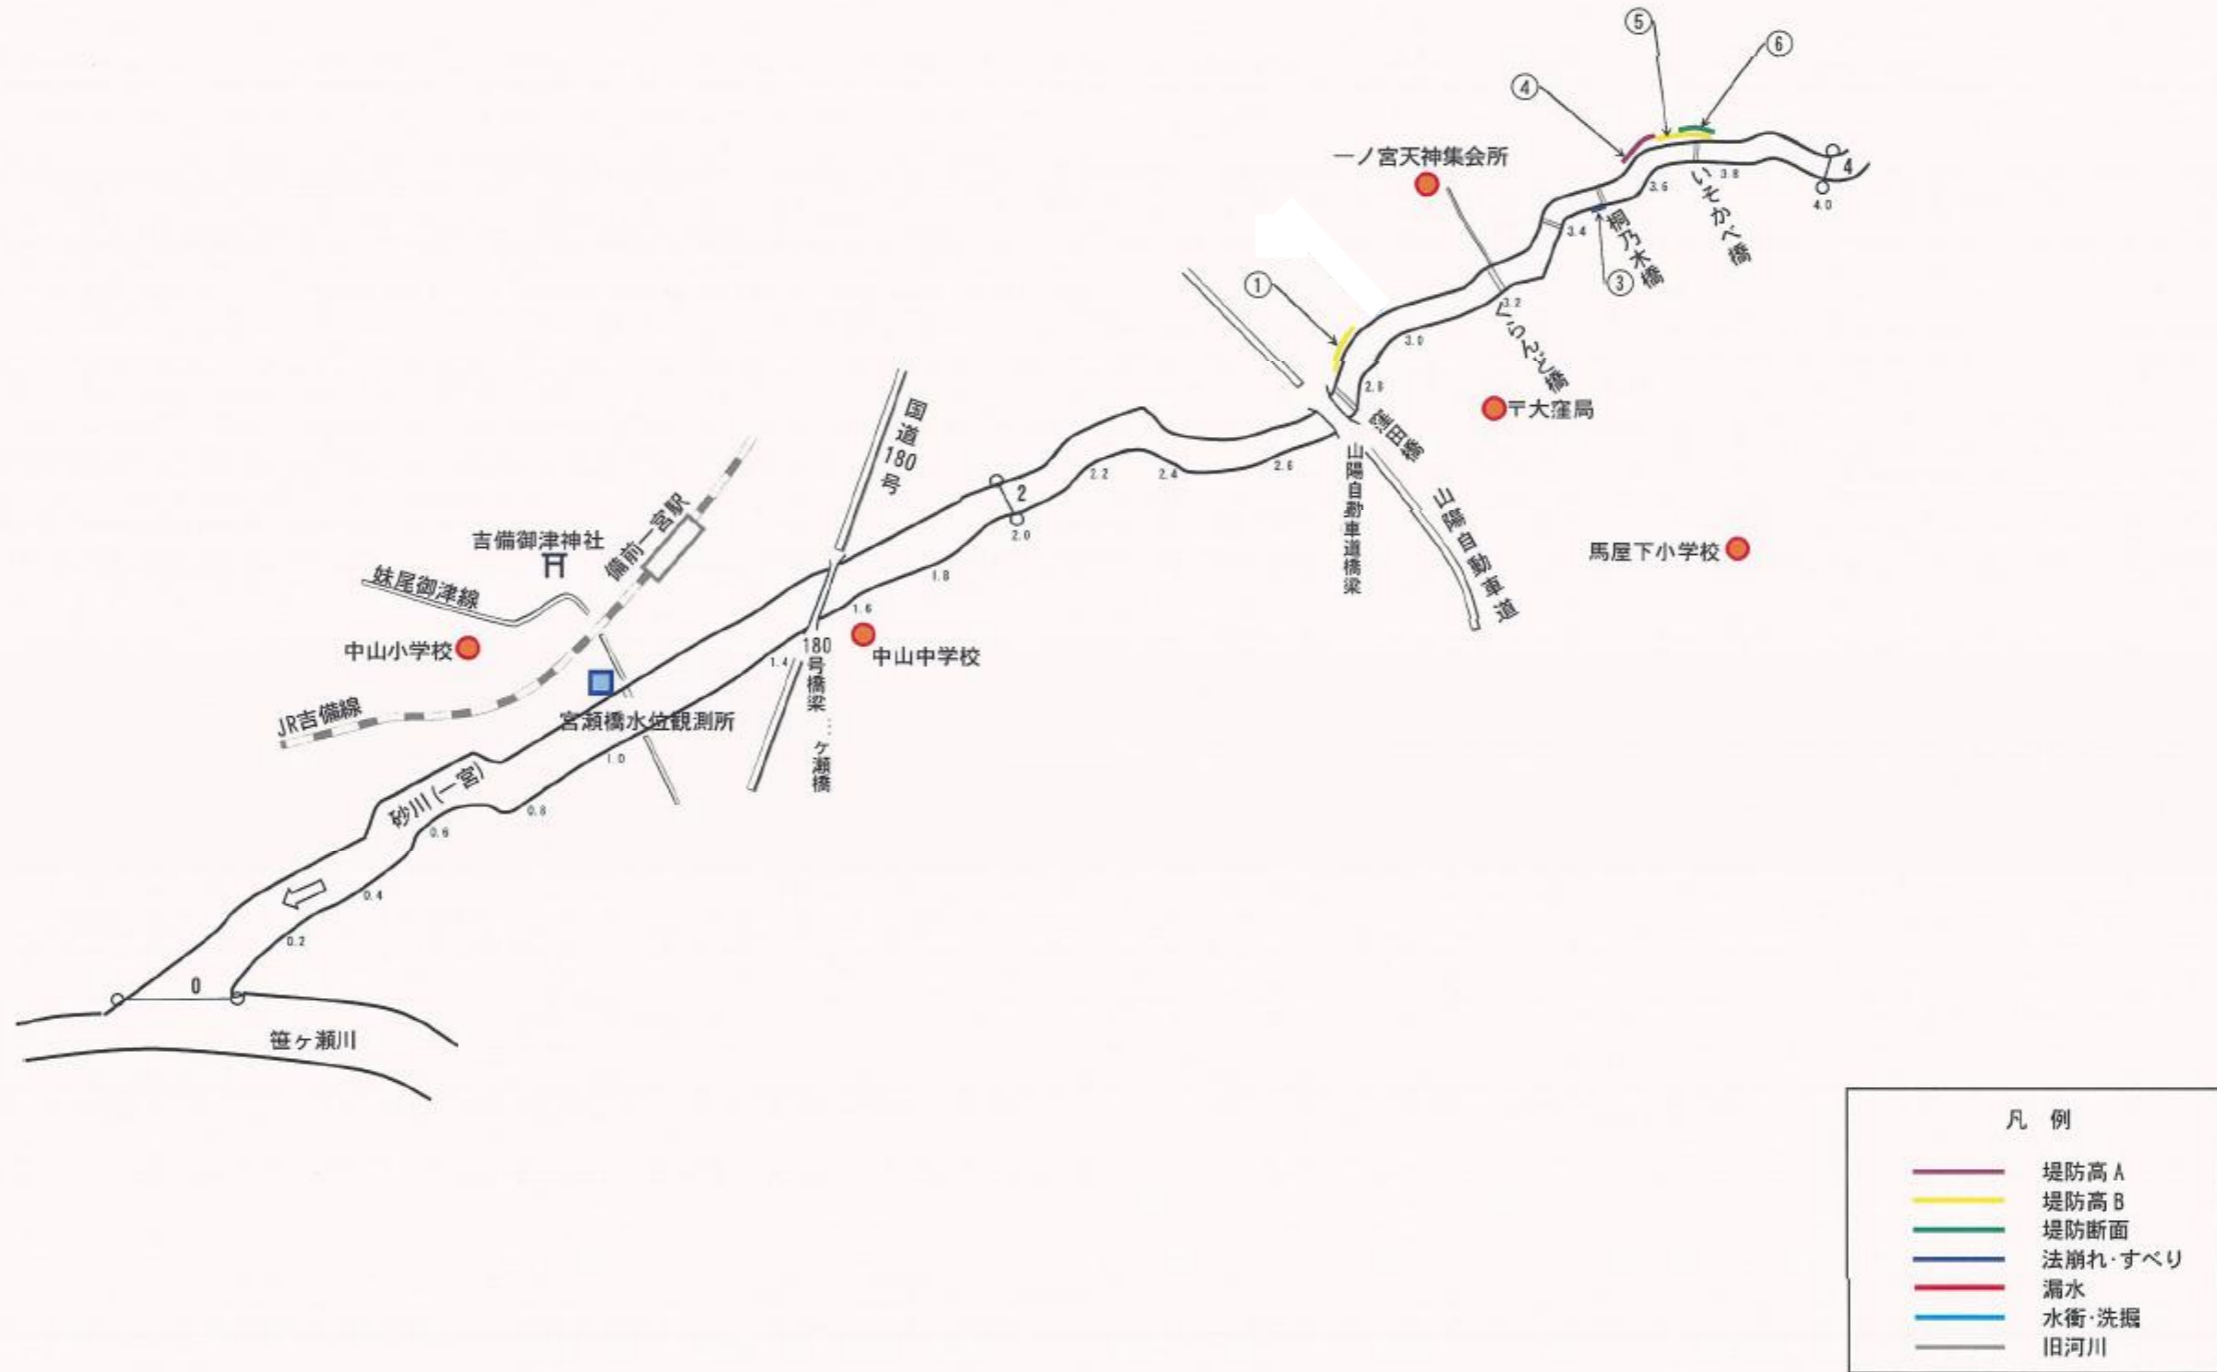 ⑤
⑥
④
一ノ宮天神集会所
4
3.8
3.6
4.0
いそかべ橋
3.4
桐乃木橋
③
①
3.2
ぐらんど橋
3.0
2.8
〒大窪局
窪田橋
国道180号
山陽自動車道橋梁
山陽自動車道
2.6
2.4
2.2
2
2.0
備前一宮駅
吉備御津神社
馬屋下小学校
妹尾御津線
1.8
1.6
中山小学校
中山中学校
1.4
180号橋梁
ケ瀬橋
JR吉備線
宮瀬橋水位観測所
1.0
砂川(一宮)
0.8
0.6
0.4
0.2
0
笹ヶ瀬川
凡 例
堤防高A
堤防高B
堤防断面
法崩れ・すべり
漏水
水衝・洗掘
旧河川